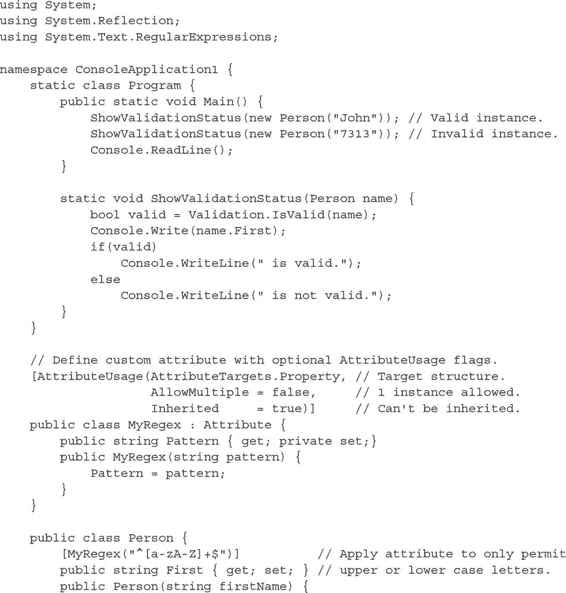 using System;
using System.Reflection;
using System.Text.RegularExpressions;

namespace ConsoleApplication1 {
    static class Program {
        public static void Main() {
            ShowValidationStatus(new Person("John")); // Valid instance.
            ShowValidationStatus(new Person("7313")); // Invalid instance.
            Console.ReadLine();
        }

        static void ShowValidationStatus(Person name) {
            bool valid = Validation.IsValid(name);
            Console.Write(name.First);
            if(valid)
                Console.WriteLine(" is valid.");
            else
                Console.WriteLine(" is not valid.");
        }
    }

    // Define custom attribute with optional AttributeUsage flags.
    [AttributeUsage(AttributeTargets.Property, // Target structure.
                    AllowMultiple = false,     // 1 instance allowed.
                    Inherited     = true)]     // Can't be inherited.
    public class MyRegex : Attribute {
        public string Pattern { get; private set;}
        public MyRegex(string pattern) {
            Pattern = pattern;
        }
    }

    public class Person {
        [MyRegex("^[a-zA-Z]+$")]          // Apply attribute to only permit
        public string First { get; set; } // upper or lower case letters.
        public Person(string firstName) {